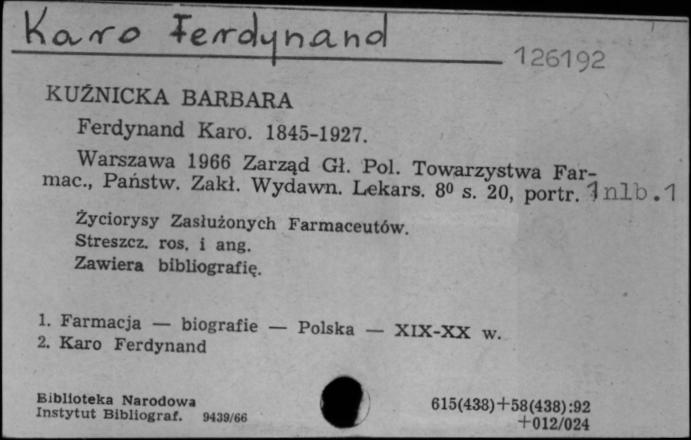 Karo Ferdynand
126192
KUŹNICKA BARBARA
Ferdynand Karo. 1845-1927.
Warszawa 1966 Zarząd Gł. Pol. Towarzystwa Far-
mac., Państw. Zakł. Wydawn. Lekars. 8⁰ s. 20, portr. 1 nlb.1
Życiorysy Zasłużonych Farmaceutów.
Streszcz. ros. i ang.
Zawiera bibliografię.
1. Farmacja — biografie — Polska — XIX-XX w.
2. Karo Ferdynand
Biblioteka Narodowa
Instytut Bibliograf. 9439/66
615(438)+58(438):92
+012/024